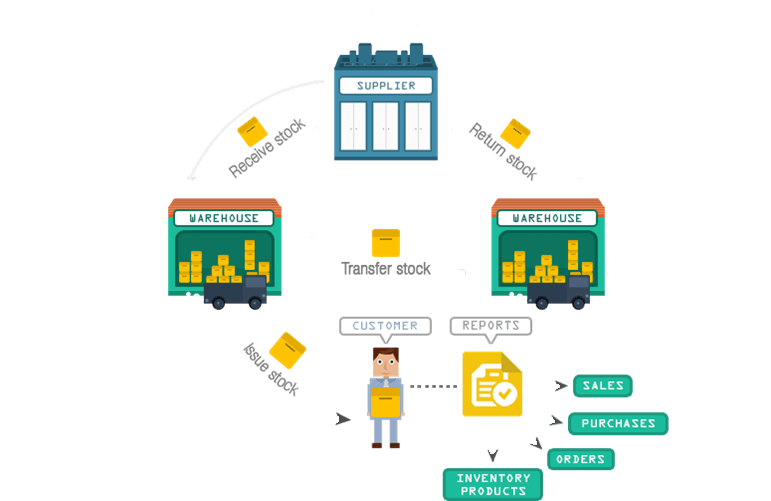 SUPPLIER
Receive stock
Return stock
WAREHOUSE
WAREHOUSE
Transfer stock
CUSTOMER
REPORTS
Issue stock
SALES
PURCHASES
ORDERS
INVENTORY
PRODUCTS